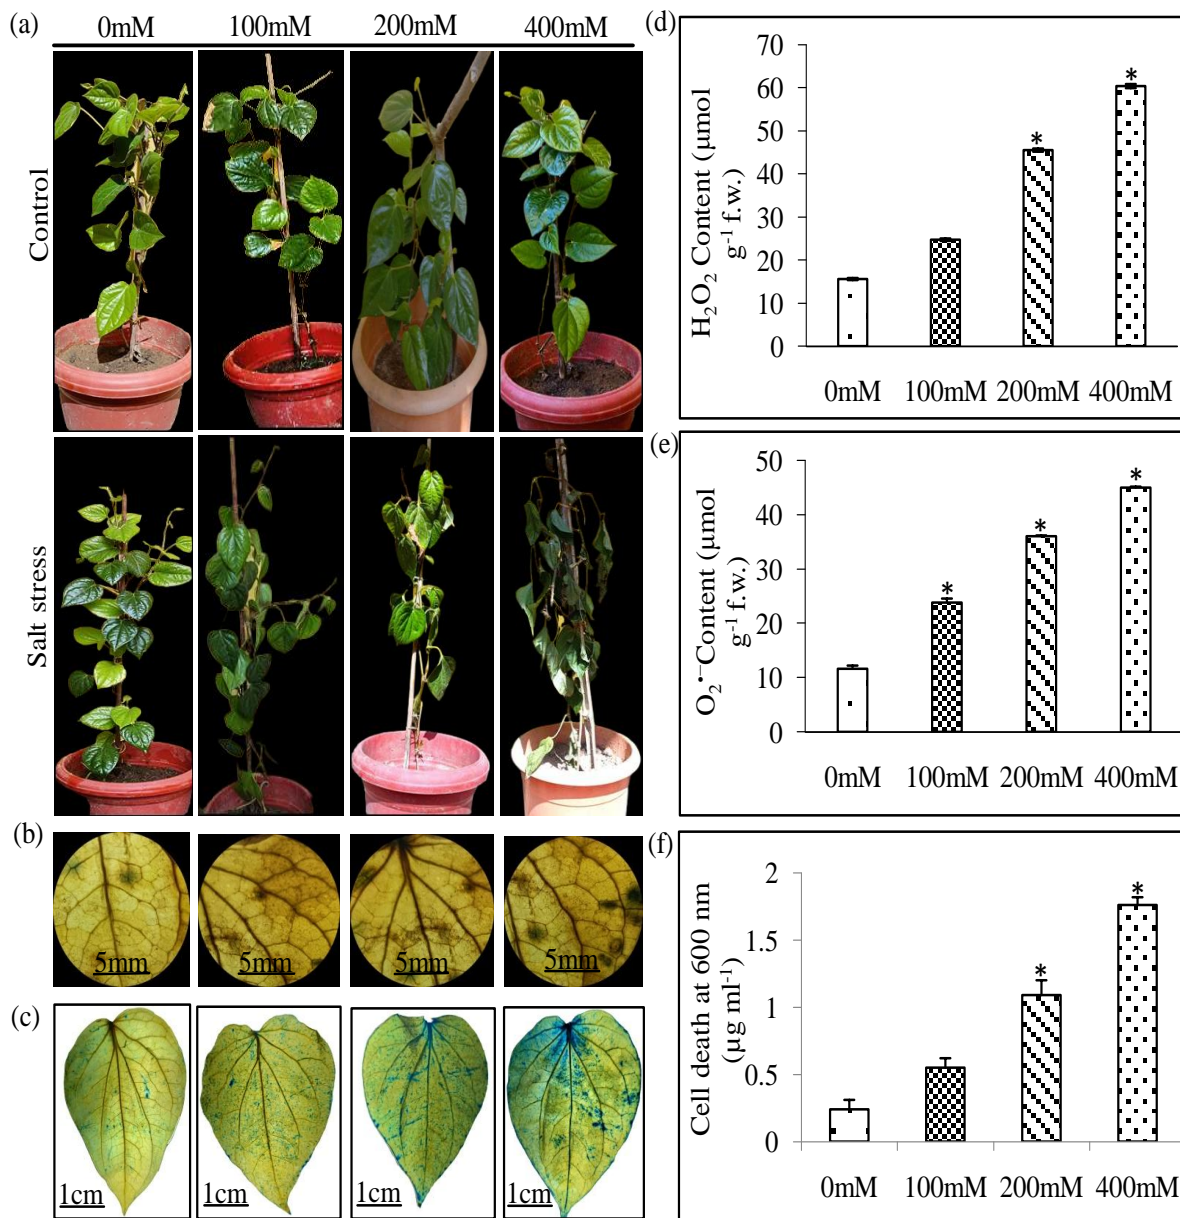 (a)
0mM 100mM 200mM 400mM
Control
Salt stress
(b)
5mm 5mm 5mm 5mm
(c)
1cm 1cm 1cm 1cm
(d)
H₂O₂ Content (µmol
g⁻¹ f.w.)
70
60
50
40
30
20
10
0
* *
0mM 100mM 200mM 400mM
(e)
O₂•⁻Content (µmol
g⁻¹ f.w.)
50
40
30
20
10
0
* * *
0mM 100mM 200mM 400mM
(f)
Cell death at 600 nm
(µg ml⁻¹)
2
1.5
1
0.5
0
* *
0mM 100mM 200mM 400mM